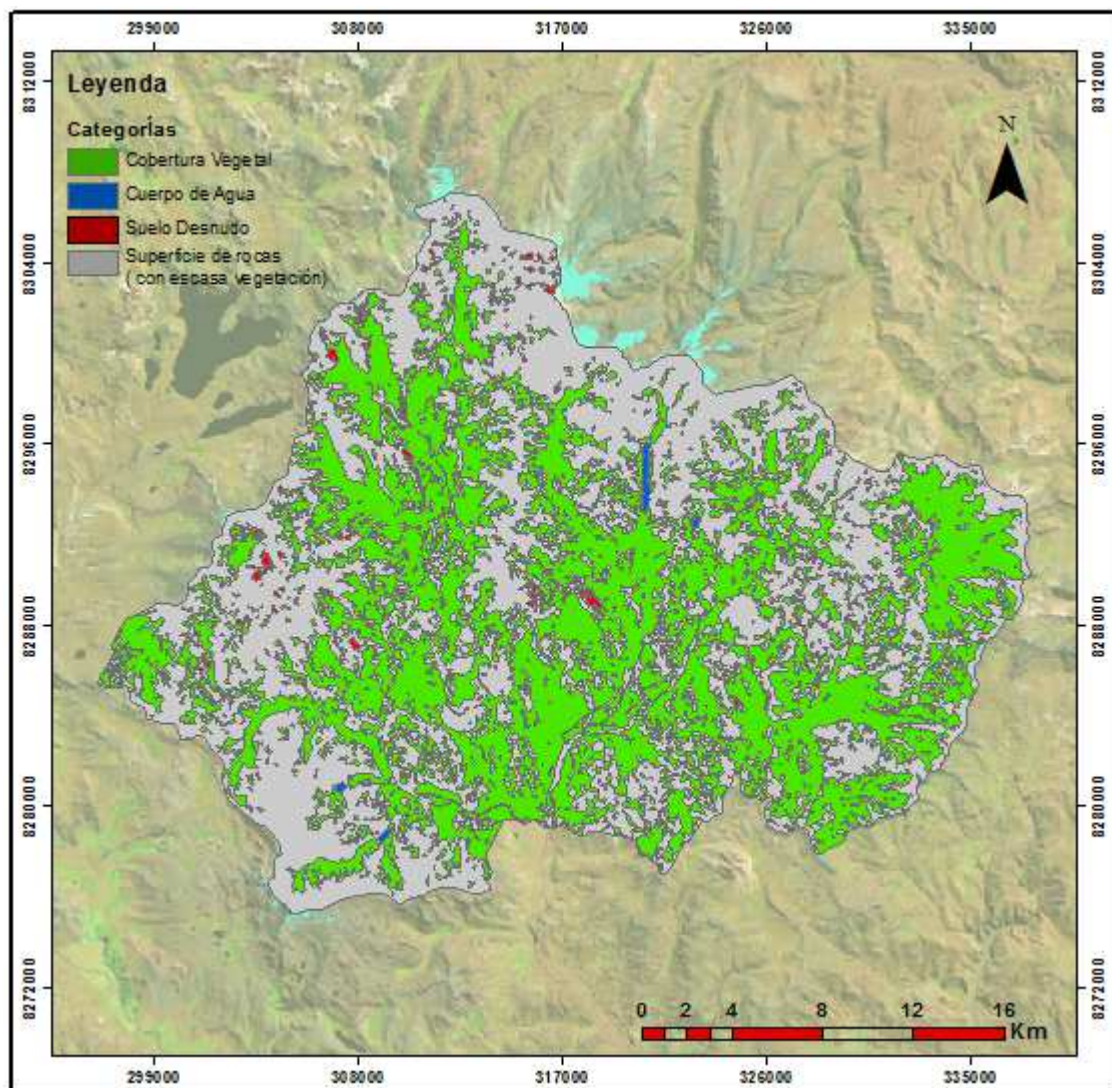 299000 308000 317000 326000 335000
8312000 8312000
Leyenda
Categorías
Cobertura Vegetal
Cuerpo de Agua
Suelo Desnudo
Superficie de rocas
( con escasa vegetación)
N
8304000 8304000
8296000 8296000
8288000 8288000
8280000 8280000
8272000 8272000
0 2 4 8 12 16
Km
299000 308000 317000 326000 335000